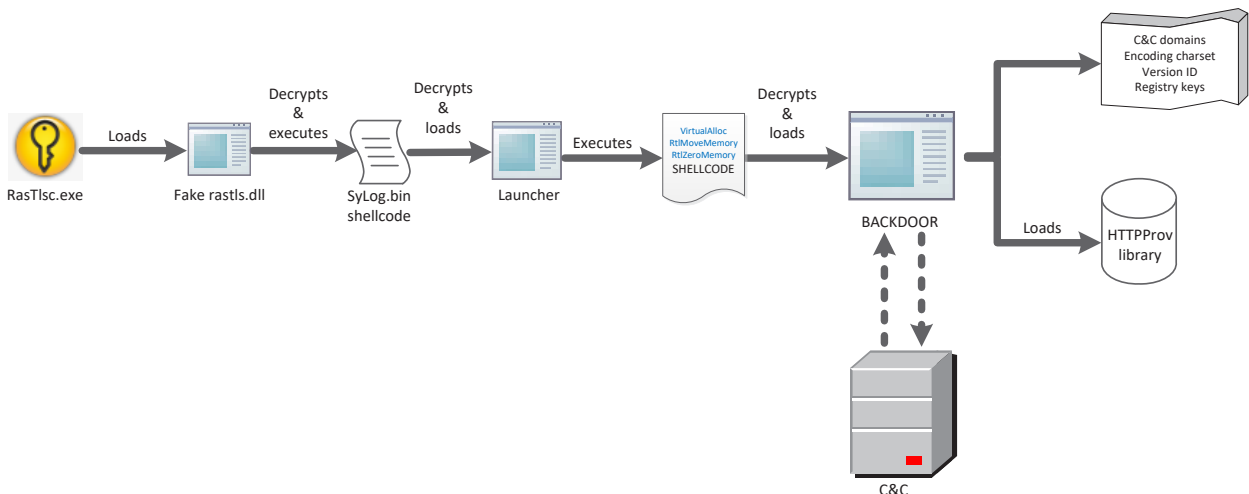 RasTlsc.exe
Loads
Fake rastls.dll
Decrypts
&
executes
SyLog.bin
shellcode
Decrypts
&
loads
Launcher
Executes
VirtualAlloc
RtlMoveMemory
RtlZeroMemory
SHELLCODE
Decrypts
&
loads
BACKDOOR
C&C
C&C domains
Encoding charset
Version ID
Registry keys
Loads
HTTPProv
library